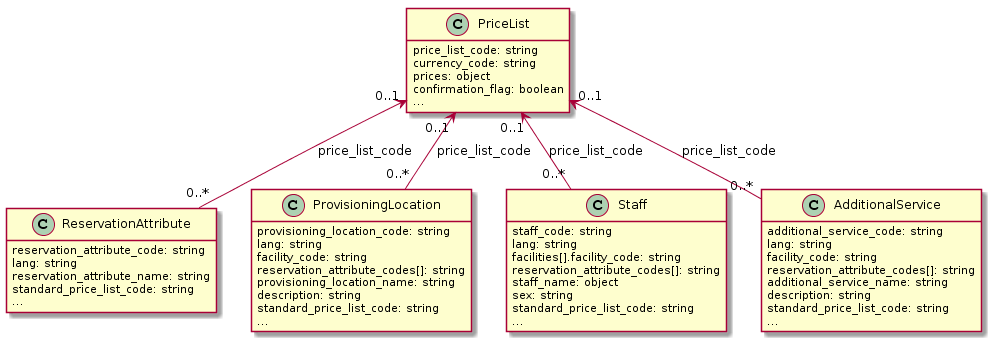 C PriceList
price_list_code: string
currency_code: string
prices: object
confirmation_flag: boolean
...
0..1
0..1
0..1
0..1
price_list_code
price_list_code
price_list_code
price_list_code
0..*
0..*
0..*
0..*
C ReservationAttribute
reservation_attribute_code: string
lang: string
reservation_attribute_name: string
standard_price_list_code: string
...
C ProvisioningLocation
provisioning_location_code: string
lang: string
facility_code: string
reservation_attribute_codes[]: string
provisioning_location_name: string
description: string
standard_price_list_code: string
...
C Staff
staff_code: string
lang: string
facilities[].facility_code: string
reservation_attribute_codes[]: string
staff_name: object
sex: string
standard_price_list_code: string
...
C AdditionalService
additional_service_code: string
lang: string
facility_code: string
reservation_attribute_codes[]: string
additional_service_name: string
description: string
standard_price_list_code: string
...